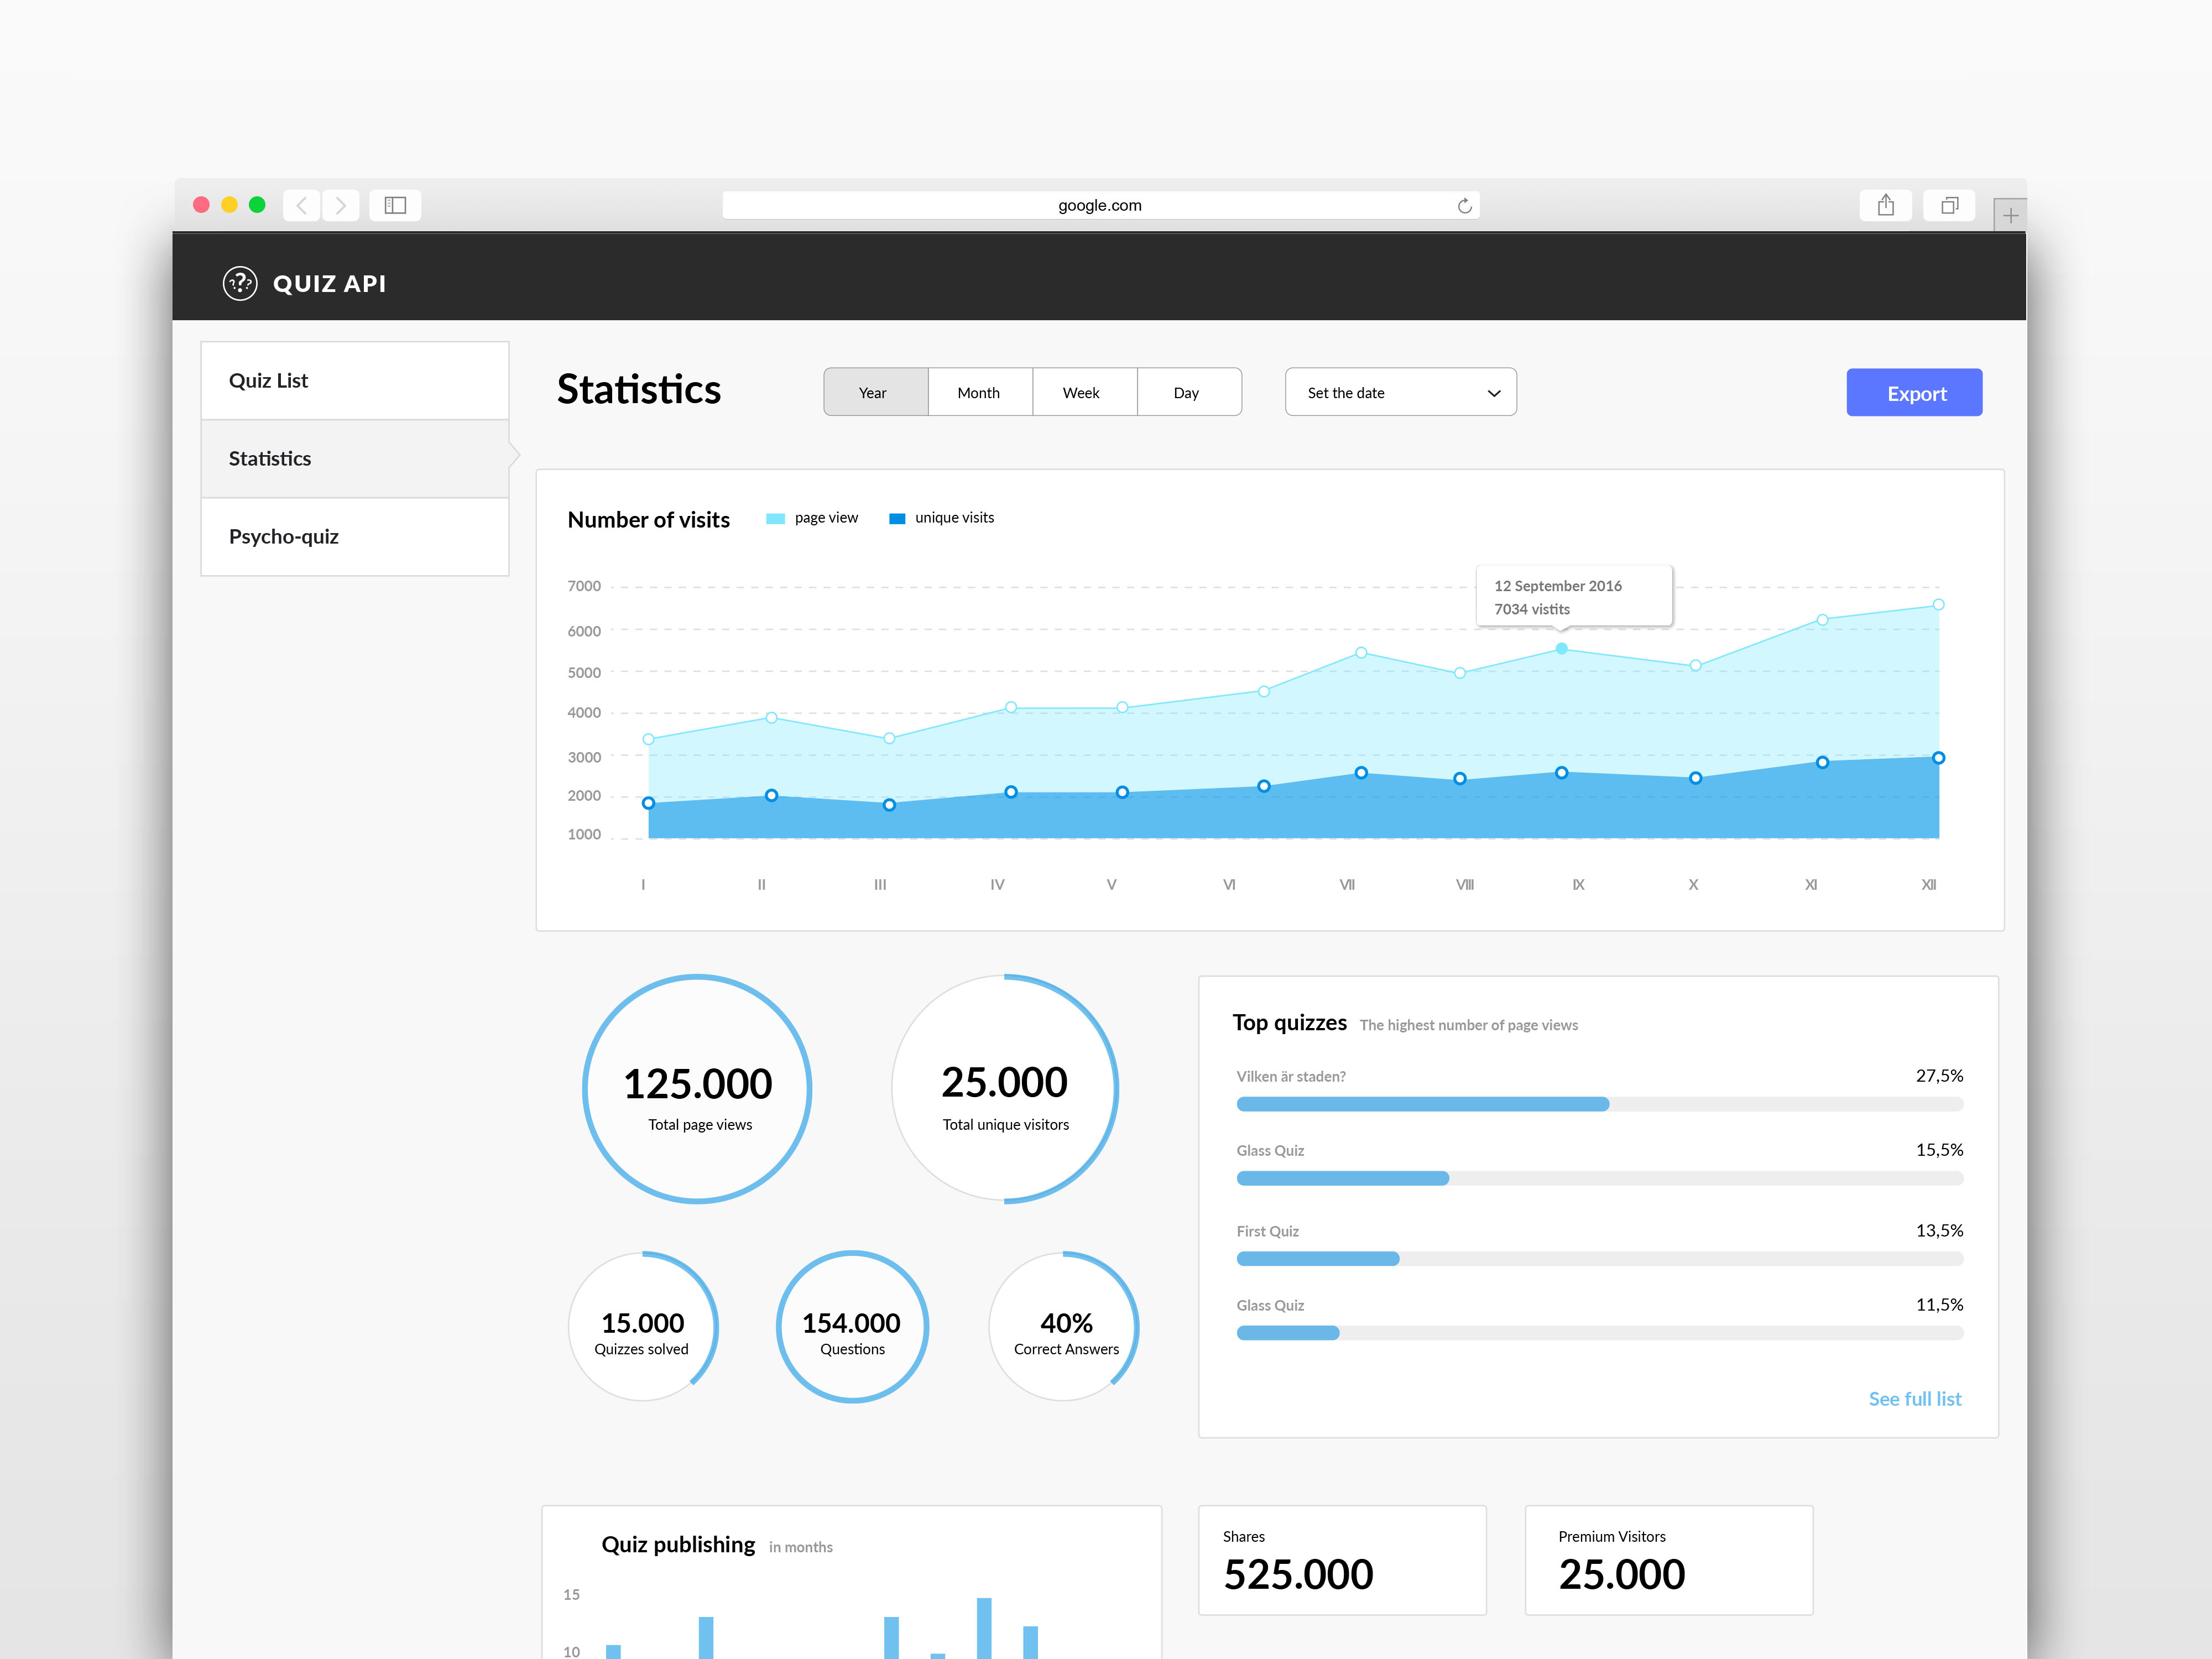 google.com
QUIZ API
Quiz List
Statistics
Psycho-quiz
Statistics
Year Month Week Day
Set the date
Export
Number of visits page view unique visits
12 September 2016
7034 vistits
7000
6000
5000
4000
3000
2000
1000
I II III IV V VI VII VIII IX X XI XII
125.000
Total page views
25.000
Total unique visitors
15.000
Quizzes solved
154.000
Questions
40%
Correct Answers
Top quizzes The highest number of page views
Vilken är staden? 27,5%
Glass Quiz 15,5%
First Quiz 13,5%
Glass Quiz 11,5%
See full list
Quiz publishing in months
15
10
Shares
525.000
Premium Visitors
25.000